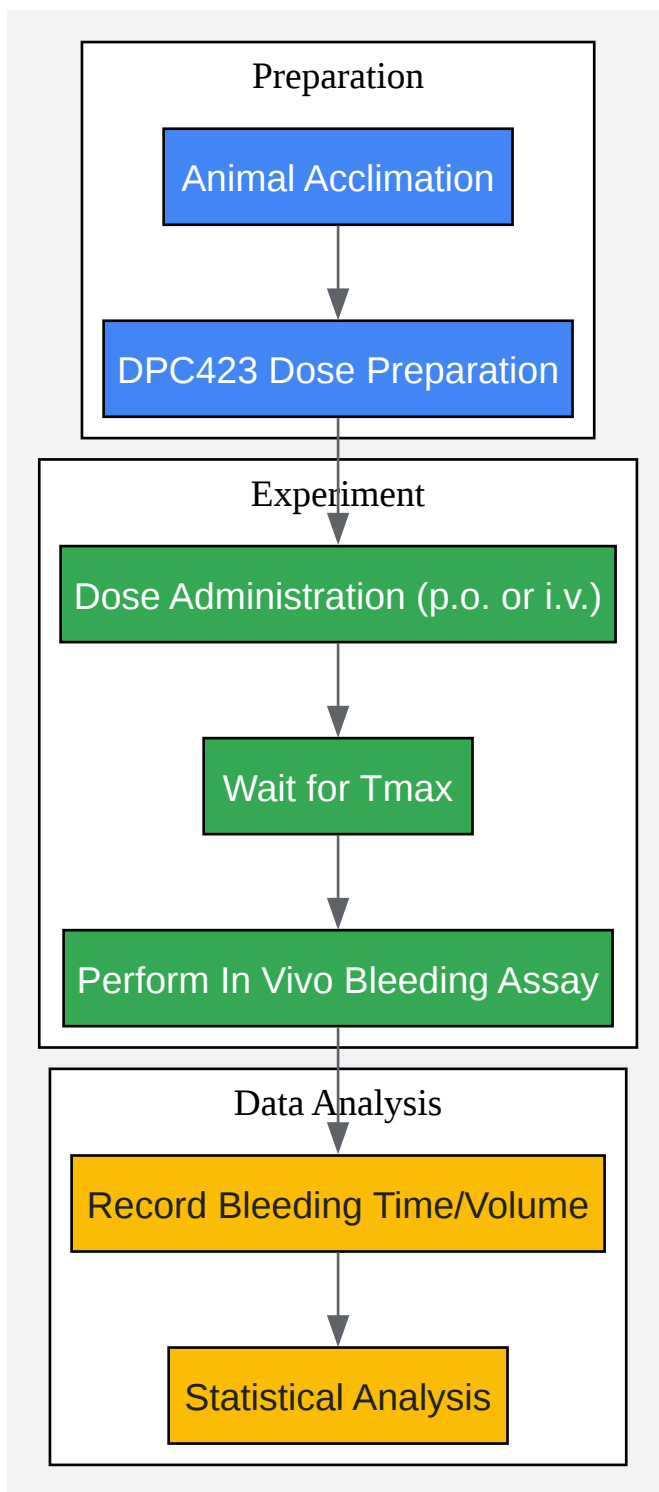 Preparation
Animal Acclimation
DPC423 Dose Preparation
Experiment
Dose Administration (p.o. or i.v.)
Wait for Tmax
Perform In Vivo Bleeding Assay
Data Analysis
Record Bleeding Time/Volume
Statistical Analysis